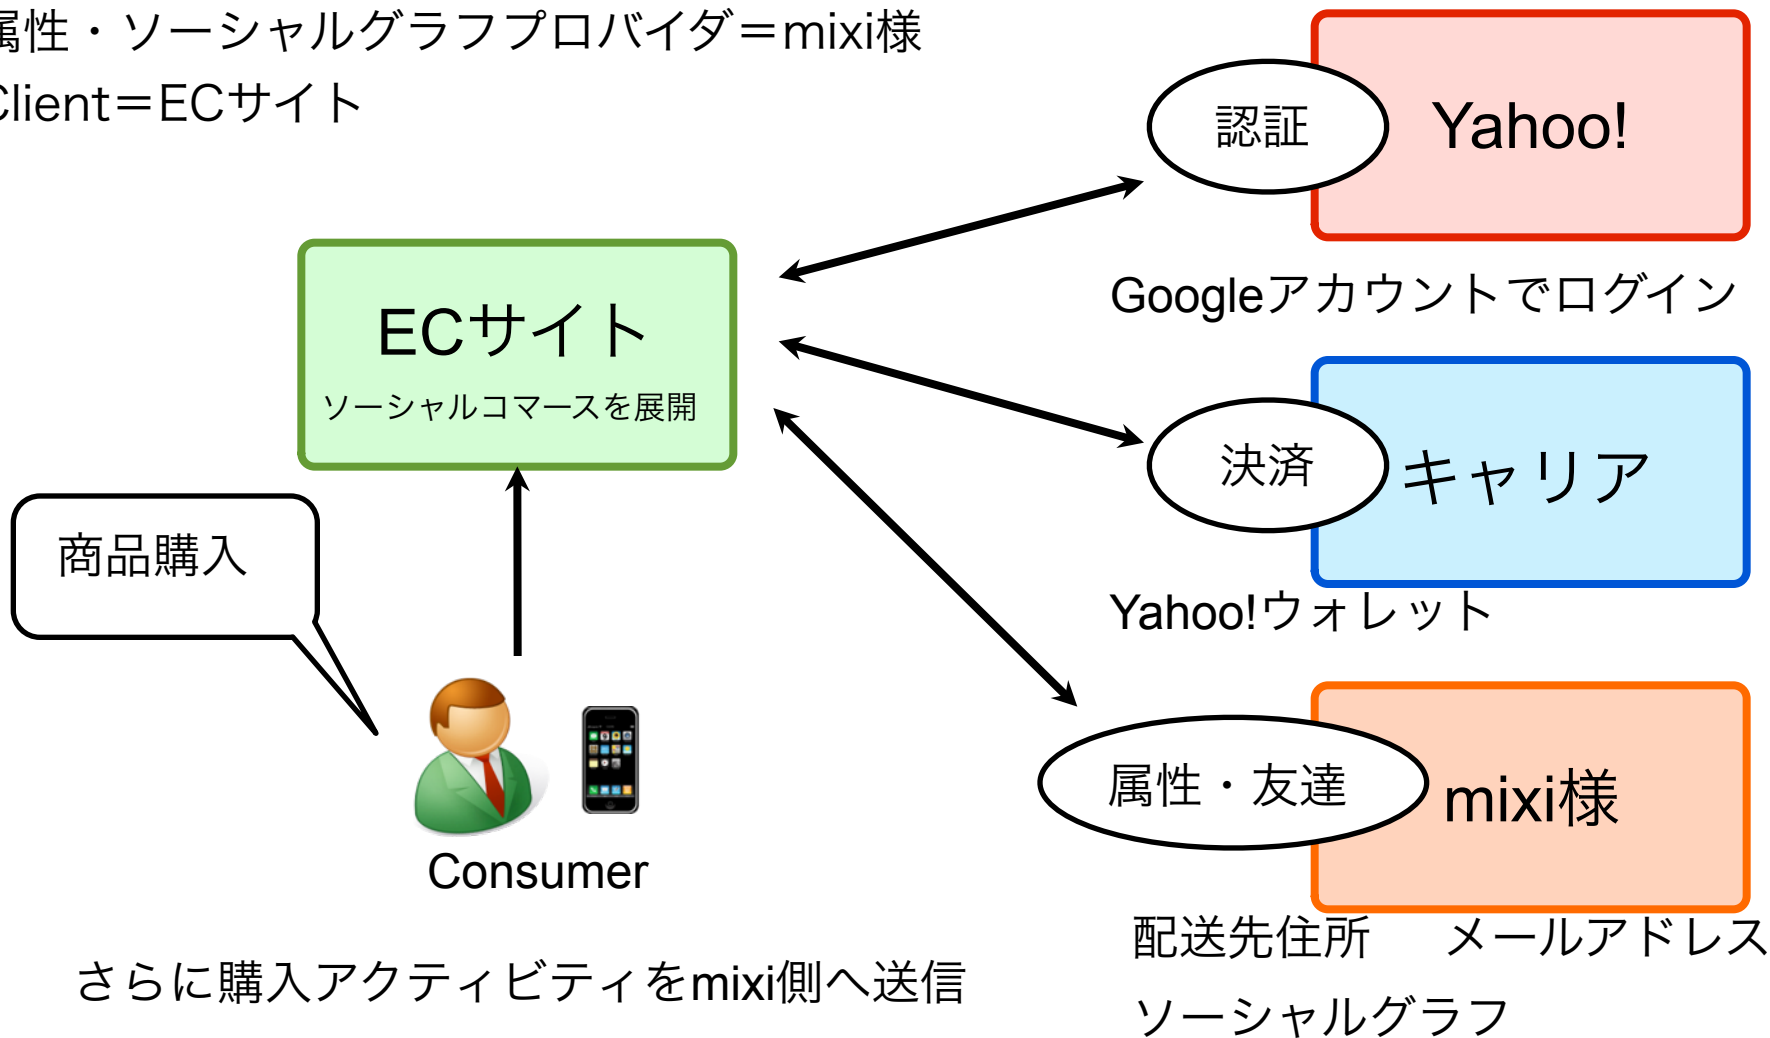 属性・ソーシャルグラフプロバイダ＝mixi様
Client＝ECサイト
認証
Yahoo!
Googleアカウントでログイン
ECサイト
ソーシャルコマースを展開
決済
キャリア
商品購入
Yahoo!ウォレット
属性・友達
mixi様
Consumer
配送先住所　メールアドレス
さらに購入アクティビティをmixi側へ送信
ソーシャルグラフ